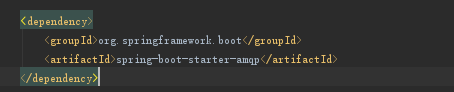 <dependency>
<groupId>org.springframework.boot</groupId>
<artifactId>spring-boot-starter-amqp</artifactId>
</dependency>